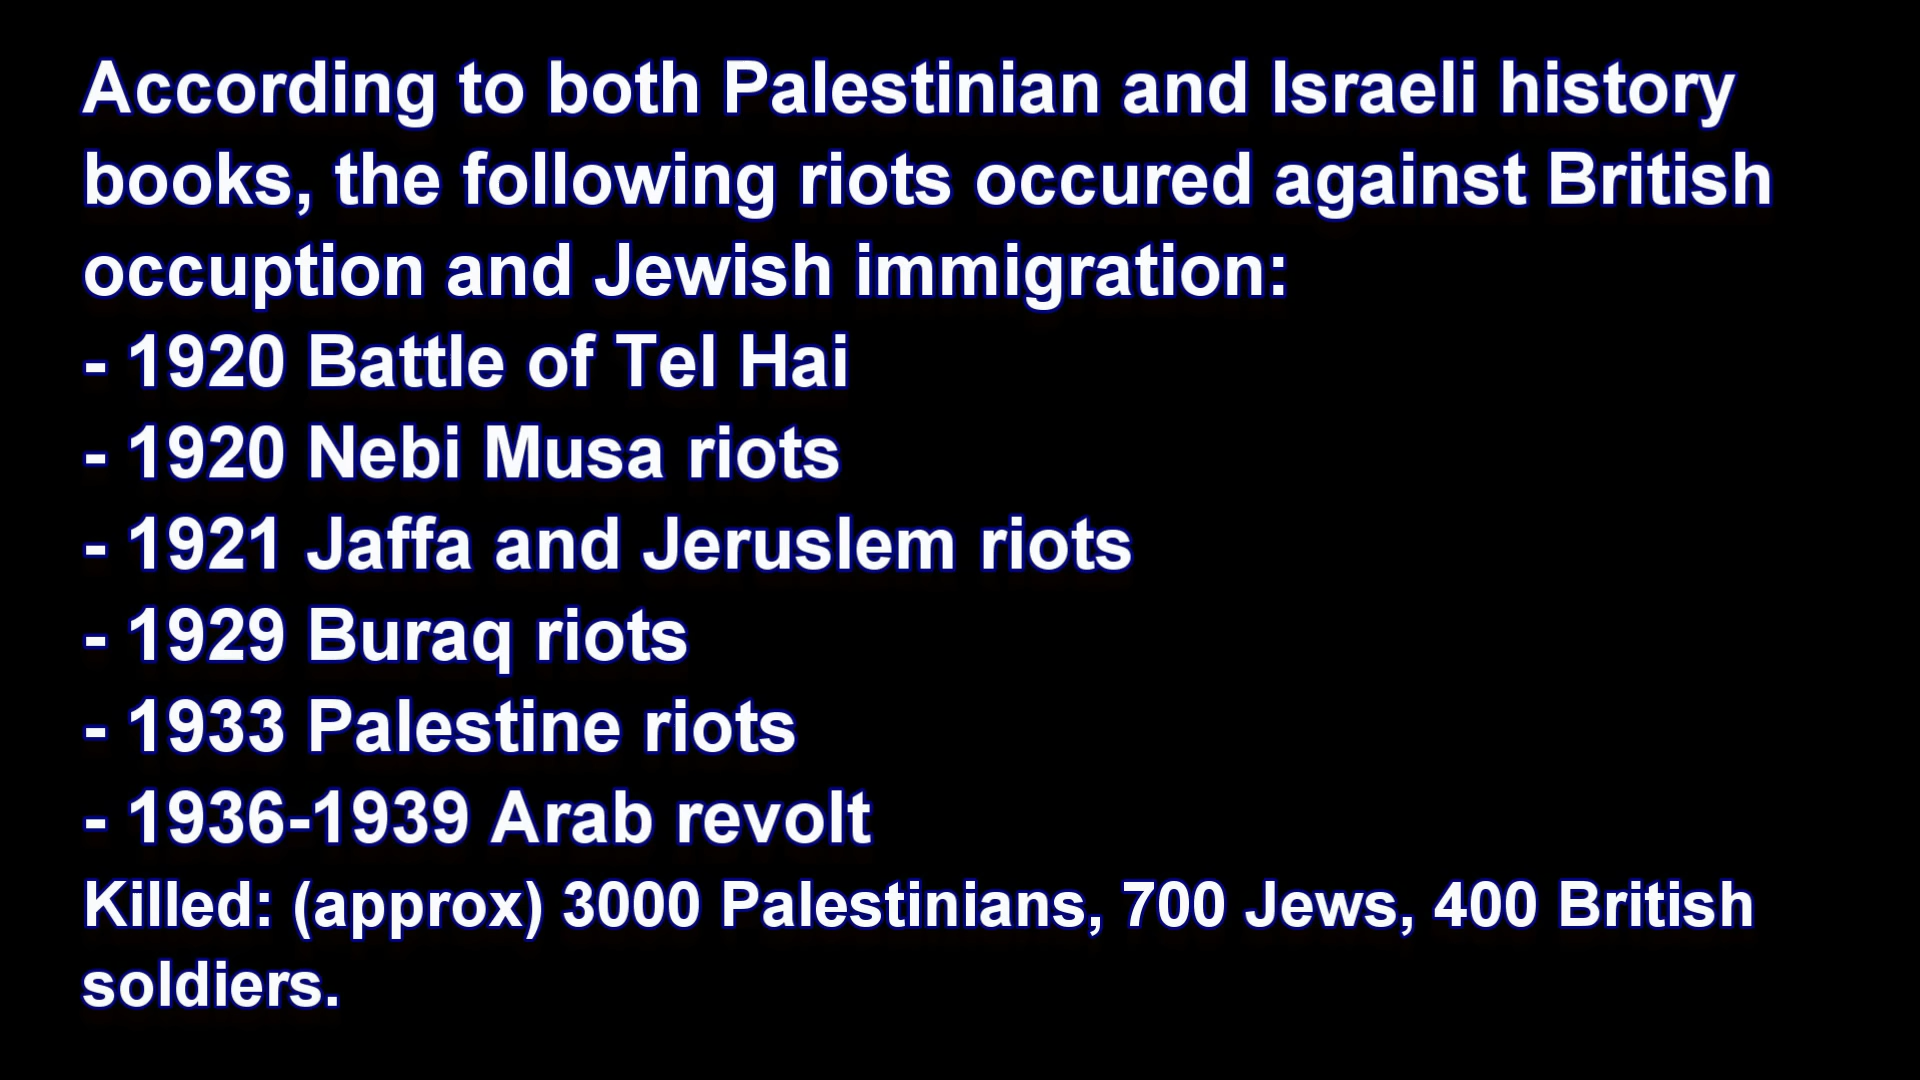 According to both Palestinian and Israeli history
books, the following riots occured against British
occuption and Jewish immigration:
- 1920 Battle of Tel Hai
- 1920 Nebi Musa riots
- 1921 Jaffa and Jeruslem riots
- 1929 Buraq riots
- 1933 Palestine riots
- 1936-1939 Arab revolt
Killed: (approx) 3000 Palestinians, 700 Jews, 400 British
soldiers.